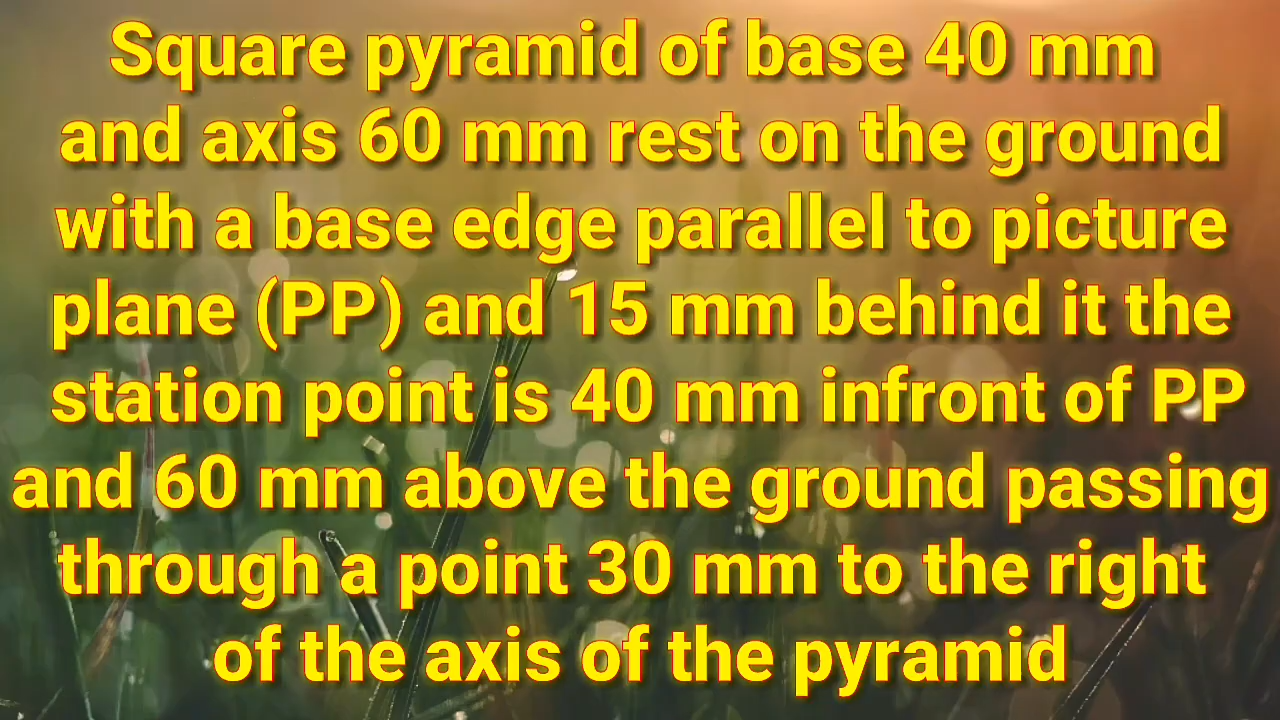 Square pyramid of base 40 mm
and axis 60 mm rest on the ground
with a base edge parallel to picture
plane (PP) and 15 mm behind it the
station point is 40 mm infront of PP
and 60 mm above the ground passing
through a point 30 mm to the right
of the axis of the pyramid